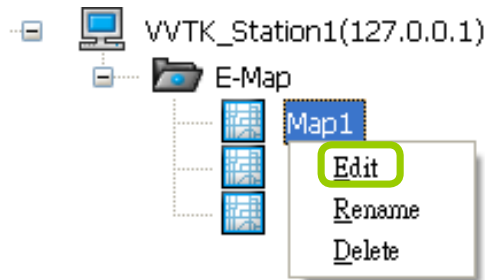 VVTK_Station1(127.0.0.1)
E-Map
Map1
Edit
Rename
Delete